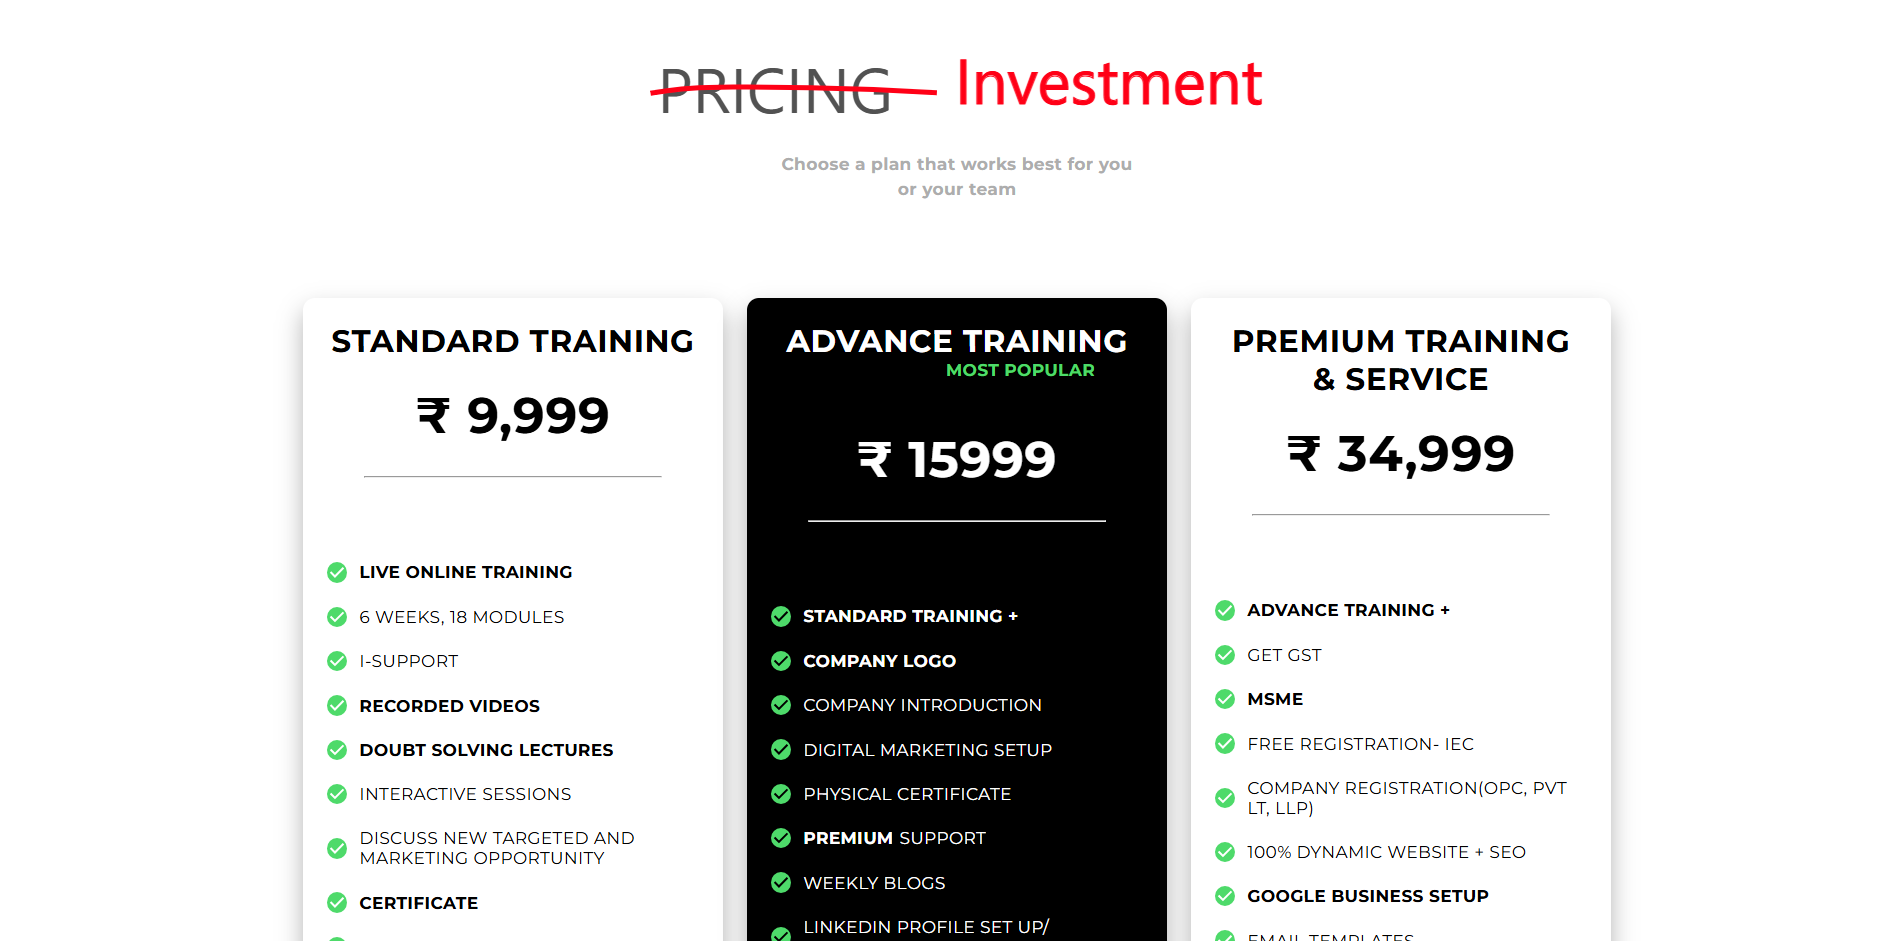 PRICING Investment
Choose a plan that works best for you
or your team
STANDARD TRAINING
₹ 9,999
LIVE ONLINE TRAINING
6 WEEKS, 18 MODULES
I-SUPPORT
RECORDED VIDEOS
DOUBT SOLVING LECTURES
INTERACTIVE SESSIONS
DISCUSS NEW TARGETED AND
MARKETING OPPORTUNITY
CERTIFICATE
ADVANCE TRAINING
MOST POPULAR
₹ 15999
STANDARD TRAINING +
COMPANY LOGO
COMPANY INTRODUCTION
DIGITAL MARKETING SETUP
PHYSICAL CERTIFICATE
PREMIUM SUPPORT
WEEKLY BLOGS
LINKEDIN PROFILE SET UP/
PREMIUM TRAINING
& SERVICE
₹ 34,999
ADVANCE TRAINING +
GET GST
MSME
FREE REGISTRATION- IEC
COMPANY REGISTRATION(OPC, PVT
LT, LLP)
100% DYNAMIC WEBSITE + SEO
GOOGLE BUSINESS SETUP
EMAIL TEMPLATES